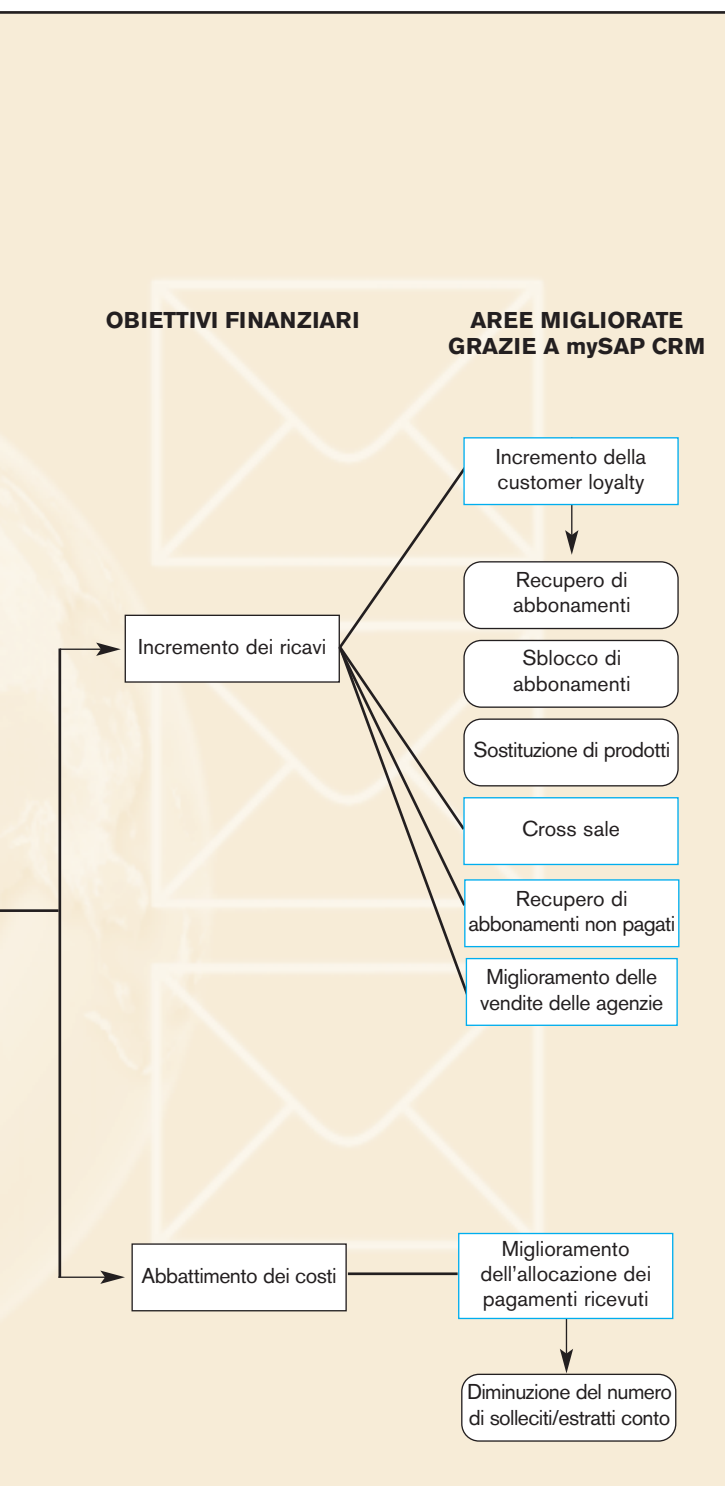 OBIETTIVI FINANZIARI
AREE MIGLIORATE
GRAZIE A mySAP CRM
Incremento della
customer loyalty
Recupero di
abbonamenti
Incremento dei ricavi
Sblocco di
abbonamenti
Sostituzione di prodotti
Cross sale
Recupero di
abbonamenti non pagati
Miglioramento delle
vendite delle agenzie
Abbattimento dei costi
Miglioramento
dell'allocazione dei
pagamenti ricevuti
Diminuzione del numero
di solleciti/estratti conto